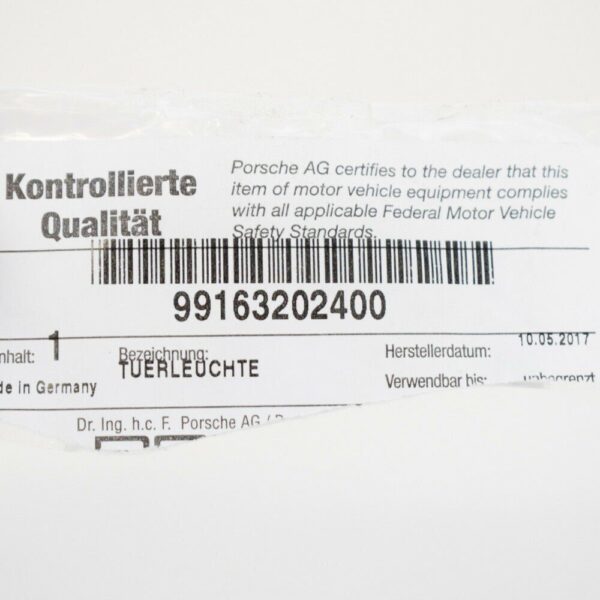 Kontrollierte
Qualität
Porsche AG certifies to the dealer that this
item of motor vehicle equipment complies
with all applicable Federal Motor Vehicle
Safety Standards.
99163202400
nhalt: 1
Bezeichnung:
TUERLEUCHTE
Herstellerdatum: 10.05.2017
de in Germany
Verwendbar bis: unbegrenzt
Dr. Ing. h.c. F. Porsche AG /